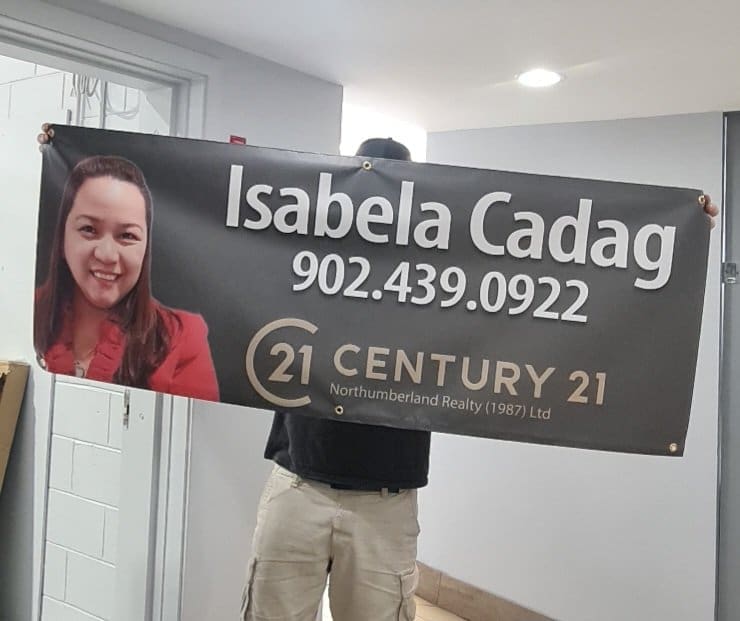 Isabela Cadag
902.439.0922
21 CENTURY 21
Northumberland Realty (1987) Ltd